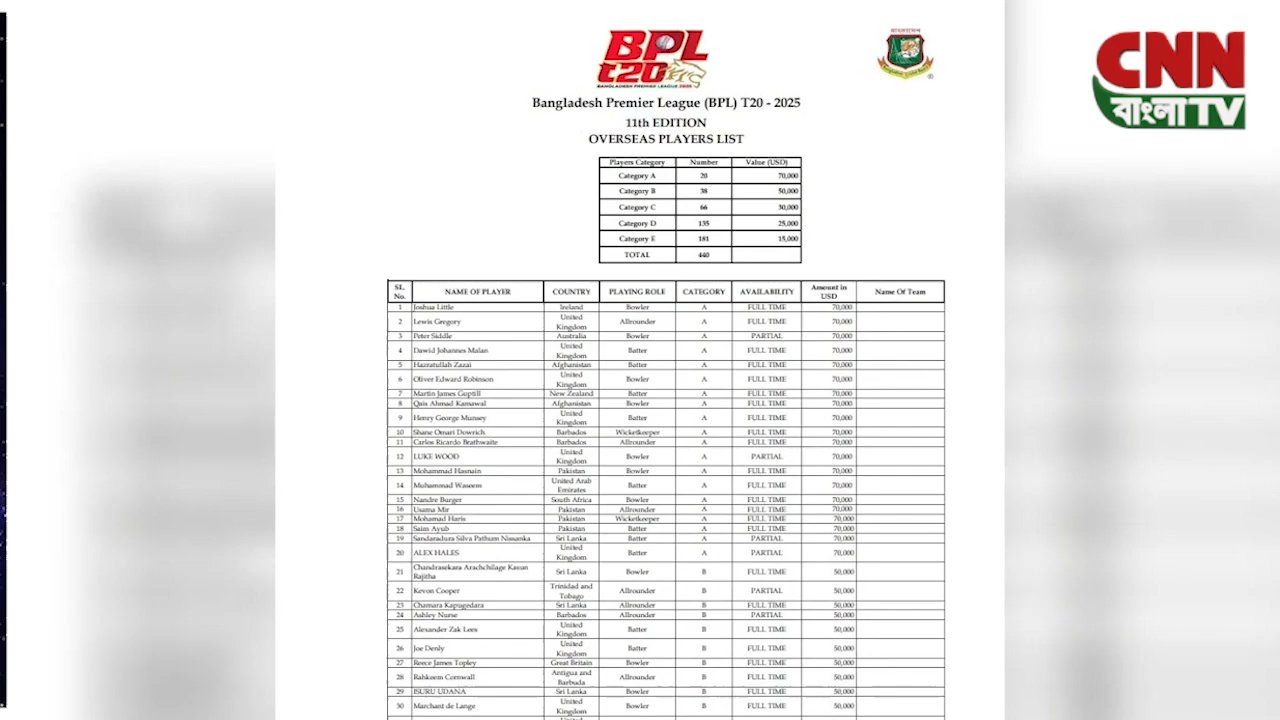 BPL
t20
BANGLADESH PREMIER LEAGUE 2025
CNN
বাংলা TV
Bangladesh Premier League (BPL) T20 - 2025
11th EDITION
OVERSEAS PLAYERS LIST
Players Category Number Value (USD)
Category A 20 70,000
Category B 38 50,000
Category C 66 30,000
Category D 135 25,000
Category E 181 15,000
TOTAL 440
SL. No. NAME OF PLAYER COUNTRY PLAYING ROLE CATEGORY AVAILABILITY Amount in USD Name Of Team
1 Joshua Little Ireland Bowler A FULL TIME 70,000
2 Lewis Gregory United Kingdom Allrounder A FULL TIME 70,000
3 Peter Siddle Australia Bowler A PARTIAL 70,000
4 Dawid Johannes Malan United Kingdom Batter A FULL TIME 70,000
5 Hazratullah Zazai Afghanistan Batter A FULL TIME 70,000
6 Oliver Edward Robinson United Kingdom Bowler A FULL TIME 70,000
7 Martin James Guptill New Zealand Batter A FULL TIME 70,000
8 Qais Ahmad Kamawal Afghanistan Bowler A FULL TIME 70,000
9 Henry George Munsey United Kingdom Batter A FULL TIME 70,000
10 Shane Omari Dowrich Barbados Wicketkeeper A FULL TIME 70,000
11 Carlos Ricardo Brathwaite Barbados Allrounder A FULL TIME 70,000
12 LUKE WOOD United Kingdom Bowler A PARTIAL 70,000
13 Mohammad Hasnain Pakistan Bowler A FULL TIME 70,000
14 Muhammad Waseem United Arab Emirates Batter A FULL TIME 70,000
15 Nandre Burger South Africa Bowler A FULL TIME 70,000
16 Usama Mir Pakistan Allrounder A FULL TIME 70,000
17 Mohamad Haris Pakistan Wicketkeeper A FULL TIME 70,000
18 Saim Ayub Pakistan Batter A FULL TIME 70,000
19 Sandaradura Silva Pathum Nissanka Sri Lanka Batter A PARTIAL 70,000
20 ALEX HALES United Kingdom Batter A PARTIAL 70,000
21 Chandrasekara Arachchilage Kasun Rajitha Sri Lanka Bowler B FULL TIME 50,000
22 Kevon Cooper Trinidad and Tobago Allrounder B PARTIAL 50,000
23 Chamara Kapugedara Sri Lanka Allrounder B FULL TIME 50,000
24 Ashley Nurse Barbados Allrounder B PARTIAL 50,000
25 Alexander Zak Lees United Kingdom Batter B FULL TIME 50,000
26 Joe Denly United Kingdom Batter B FULL TIME 50,000
27 Reece James Topley Great Britain Bowler B FULL TIME 50,000
28 Rahkeem Cornwall Antigua and Barbuda Allrounder B FULL TIME 50,000
29 ISURU UDANA Sri Lanka Bowler B FULL TIME 50,000
30 Marchant de Lange United Kingdom Bowler B FULL TIME 50,000